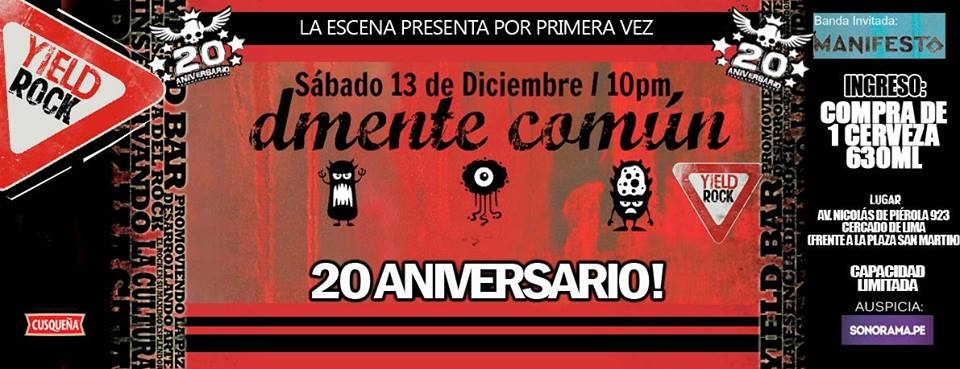 LA ESCENA PRESENTA POR PRIMERA VEZ
YIELD
ROCK
20
ANIVERSARIO
20
ANIVERSARIO
Sábado 13 de Diciembre / 10pm
dmente común
YIELD
ROCK
20 ANIVERSARIO!
Banda Invitada:
MANIFESTO
INGRESO:
COMPRA DE
1 CERVEZA
630ML
LUGAR
AV. NICOLÁS DE PIÉROLA 923
CERCADO DE LIMA
(FRENTE A LA PLAZA SAN MARTIN)
CAPACIDAD
LIMITADA
AUSPICIA:
SONORAMA.PE
CUSQUEÑA
YIELD BAR